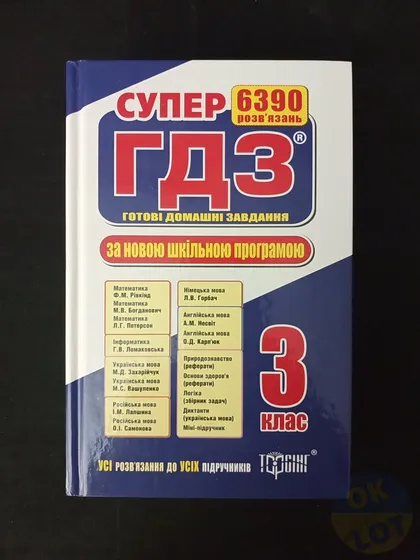 СУПЕР
6390
розв'язань
ГДЗ®
ГОТОВІ ДОМАШНІ ЗАВДАННЯ
за новою шкільною програмою
Математика
Ф.М. Рівкінд
Математика
М.В. Богданович
Математика
Л.Г. Петерсон
Інформатика
Г.В. Ломаковська
Українська мова
М.Д. Захарійчук
Українська мова
М.С. Вашуленко
Російська мова
І.М. Лапшина
Російська мова
О.І. Самонова
Німецька мова
Л.В. Горбач
Англійська мова
А.М. Несвіт
Англійська мова
О.Д. Карп'юк
Природознавство
(реферати)
Основи здоров'я
(реферати)
Логіка
(збірник задач)
Диктанти
(українська мова)
Міні-підручник
3
клас
УСІ РОЗВ'ЯЗАННЯ ДО УСІХ ПІДРУЧНИКІВ
ТОРСІНГ
OK
LOT